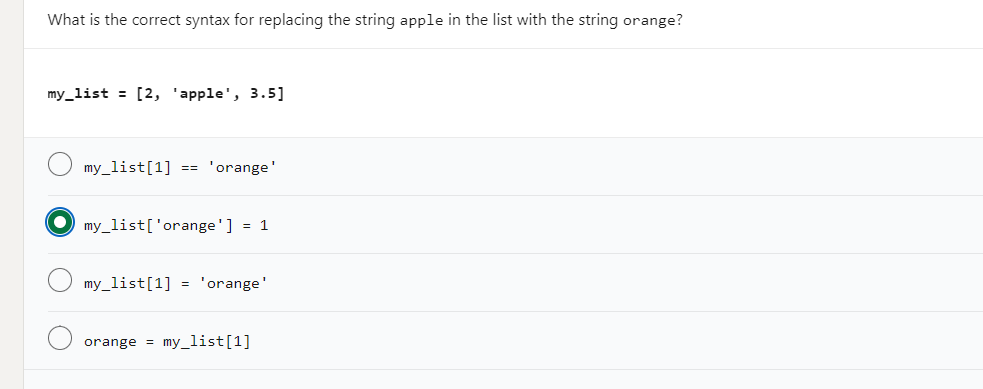 What is the correct syntax for replacing the string apple in the list with the string orange?
my_list = [2, 'apple', 3.5]
my_list[1] == 'orange'
my_list['orange'] = 1
my_list[1] = 'orange'
orange = my_list[1]